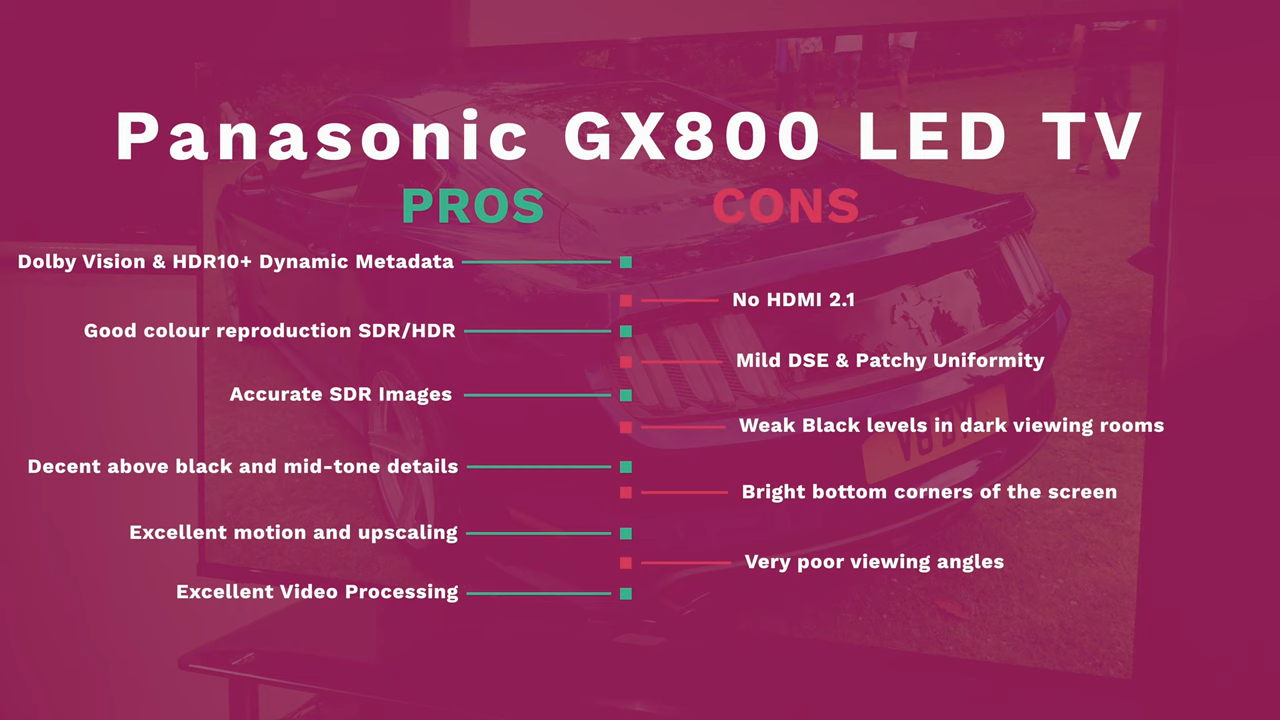 Panasonic GX800 LED TV
PROS
CONS
Dolby Vision & HDR10+ Dynamic Metadata
No HDMI 2.1
Good colour reproduction SDR/HDR
Mild DSE & Patchy Uniformity
Accurate SDR Images
Weak Black levels in dark viewing rooms
Decent above black and mid-tone details
Bright bottom corners of the screen
Excellent motion and upscaling
Very poor viewing angles
Excellent Video Processing